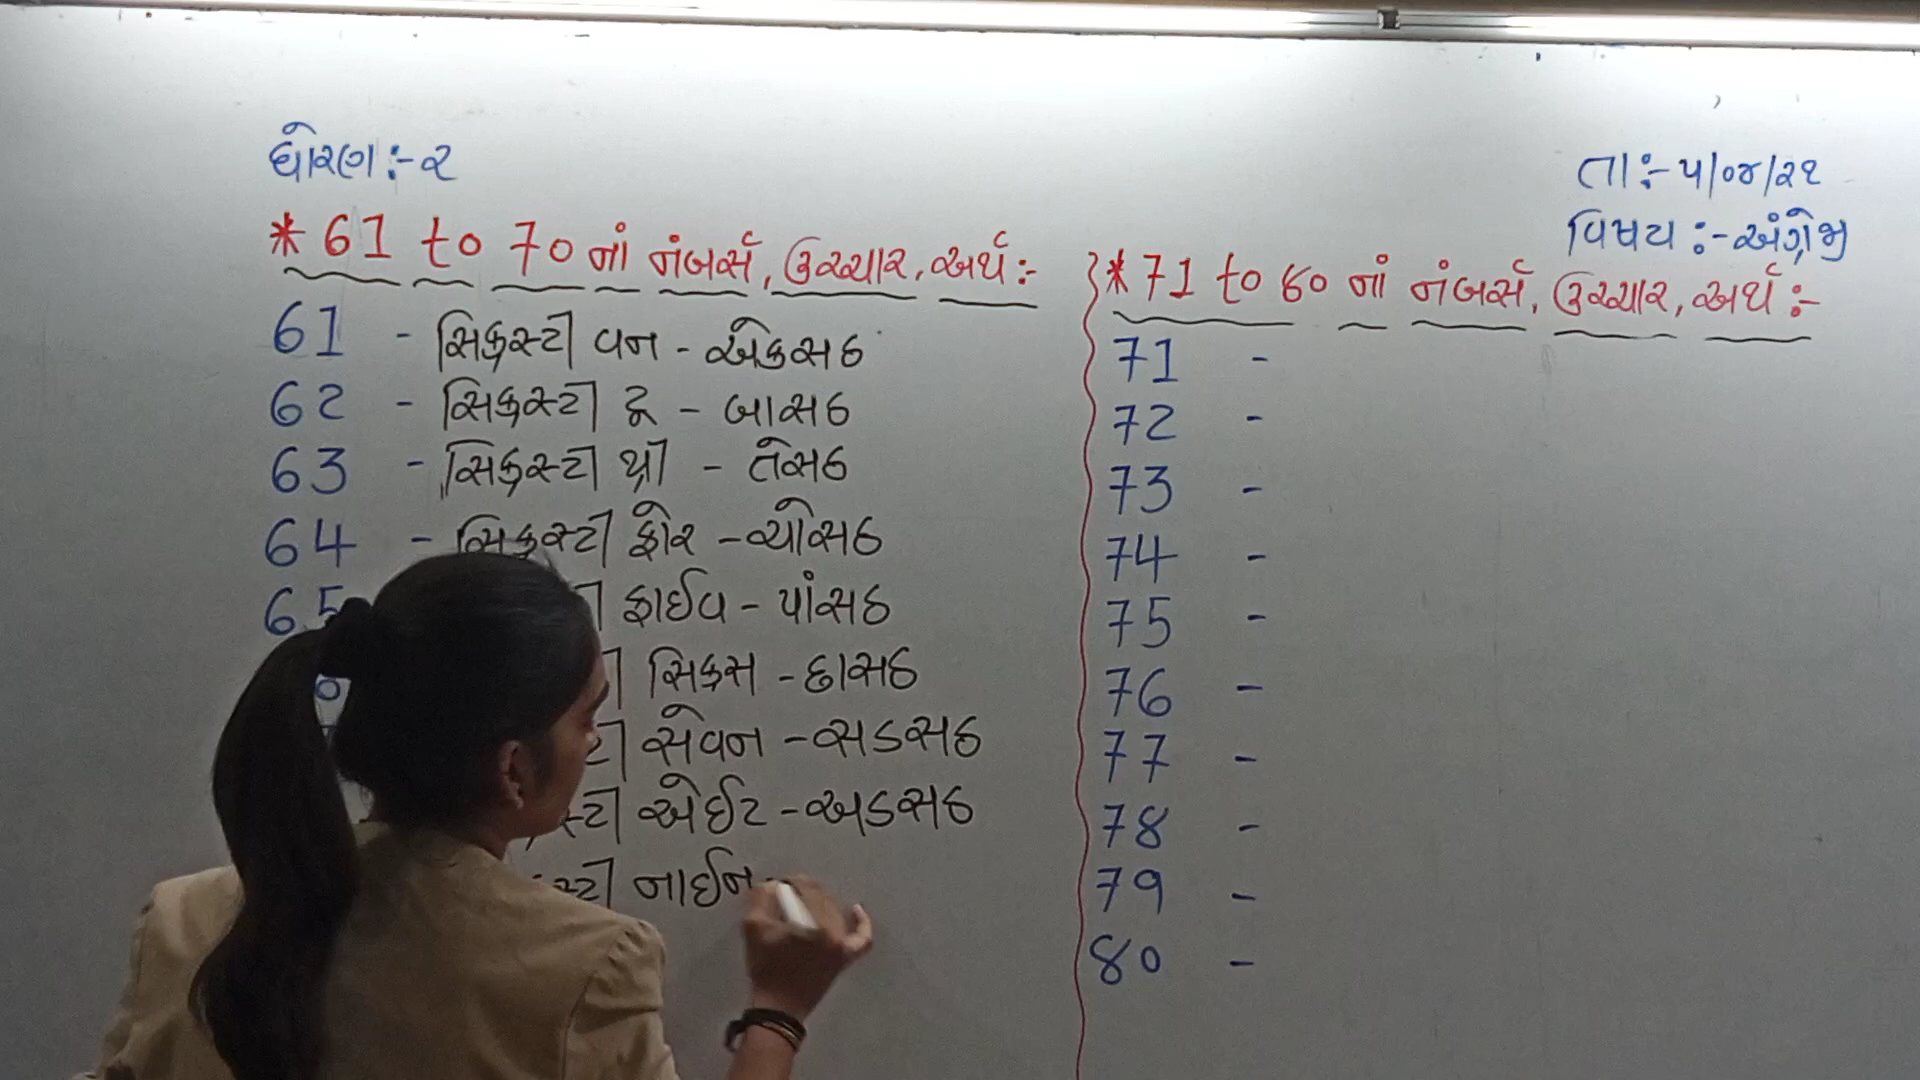 ધોરણ :- ૨
તા :- ૫/૦૪/૨૧
વિષય :- અંગ્રેજી
* 61 to 70 નાં નંબર્સ, ઉચ્ચાર, અર્થ :-
61 - સિક્સ્ટી વન - એકસઠ
62 - સિક્સ્ટી ટૂ - બાસઠ
63 - સિક્સ્ટી થ્રી - તેસઠ
64 - સિક્સ્ટી ફોર - ચોસઠ
65 ફાઈવ - પાંસઠ
સિક્સ - છાસઠ
સેવન - સડસઠ
એઈટ - અડસઠ
નાઈન
* 71 to 80 નાં નંબર્સ, ઉચ્ચાર, અર્થ :-
71 -
72 -
73 -
74 -
75 -
76 -
77 -
78 -
79 -
80 -